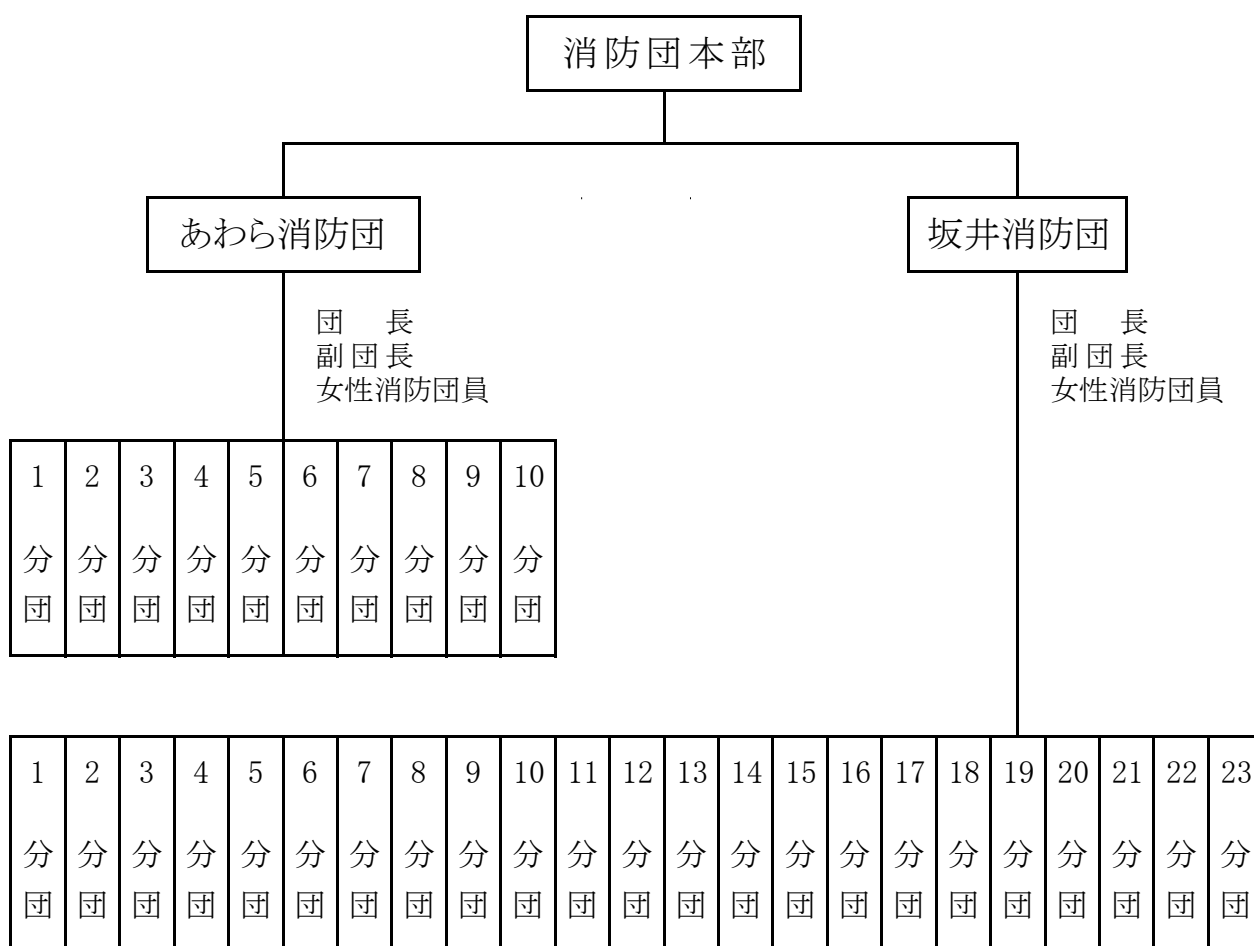 消防団本部
あわら消防団
坂井消防団
団　長
副団長
女性消防団員
団　長
副団長
女性消防団員
1分団
2分団
3分団
4分団
5分団
6分団
7分団
8分団
9分団
10分団
1分団
2分団
3分団
4分団
5分団
6分団
7分団
8分団
9分団
10分団
11分団
12分団
13分団
14分団
15分団
16分団
17分団
18分団
19分団
20分団
21分団
22分団
23分団